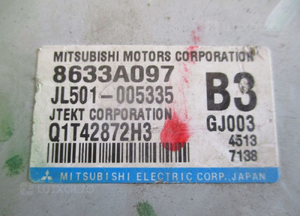 MITSUBISHI MOTORS CORPORATION
8633A097
JL501-005335
B3
JTEKT CORPORATION
GJ003
Q1T42872H3
4513
7138
MITSUBISHI ELECTRIC CORP., JAPAN